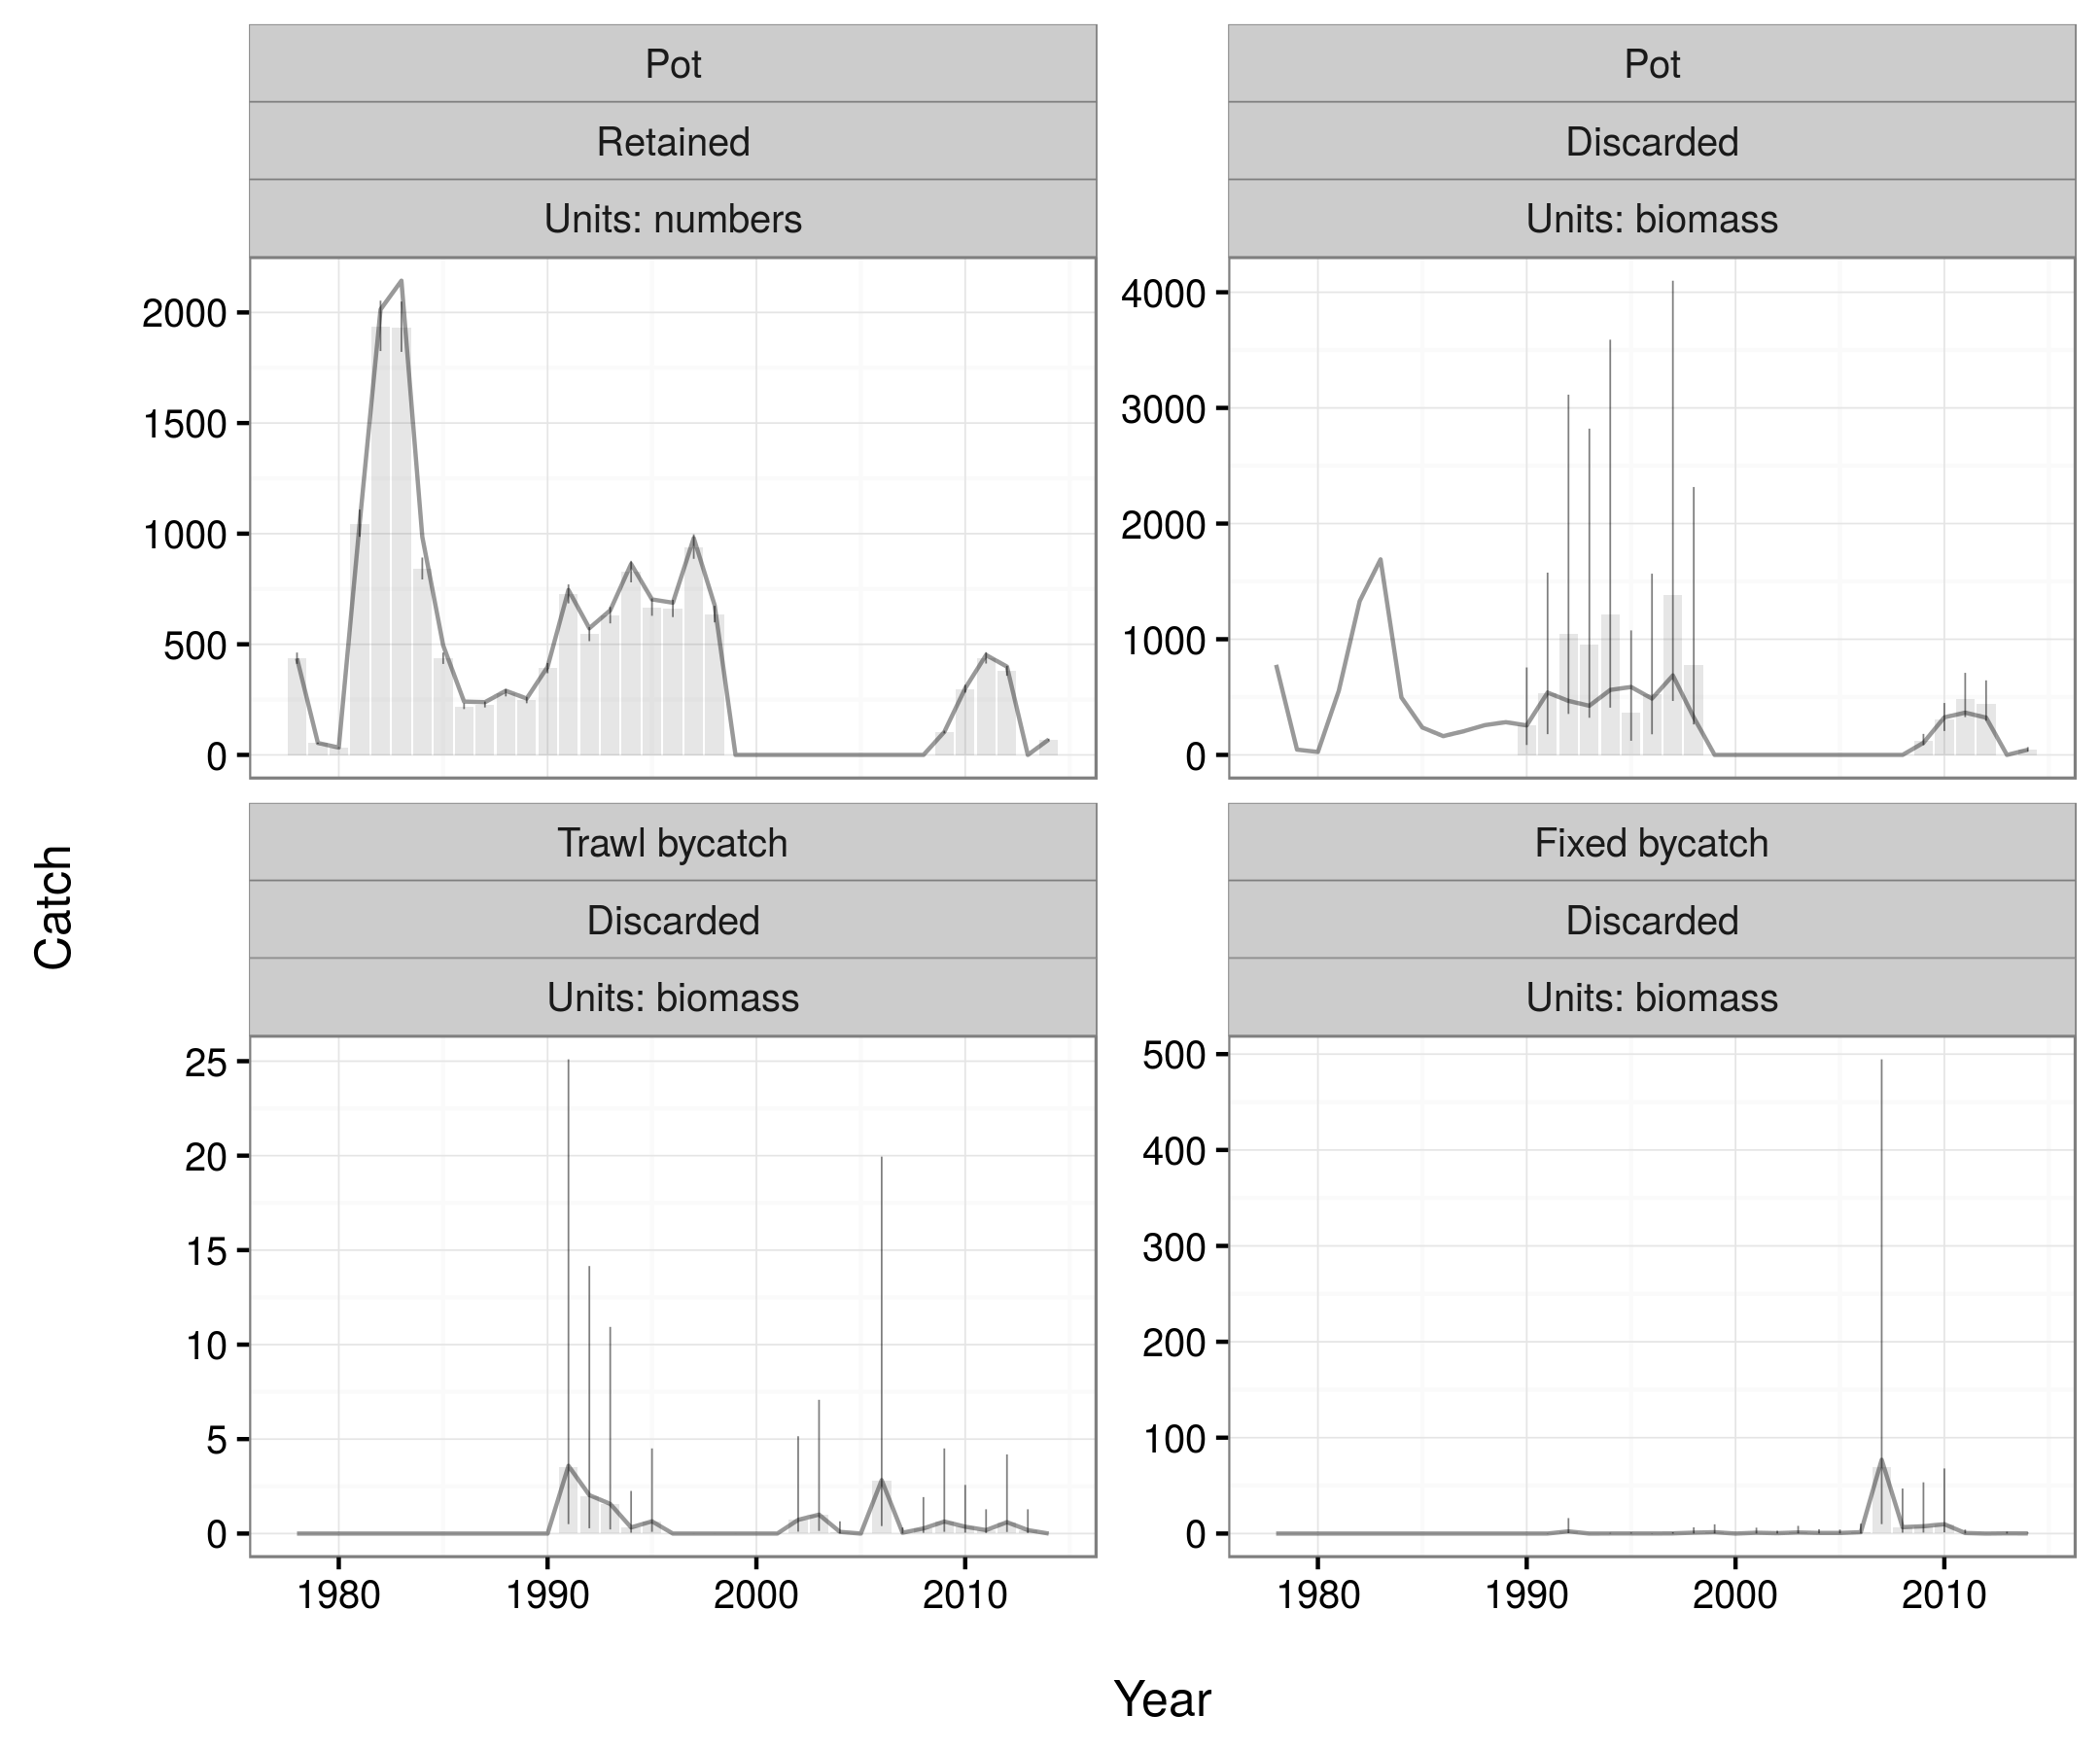 Pot
Retained
Units: numbers
Pot
Discarded
Units: biomass
2000
1500
1000
500
0
4000
3000
2000
1000
0
Catch
Trawl bycatch
Discarded
Units: biomass
Fixed bycatch
Discarded
Units: biomass
25
20
15
10
5
0
500
400
300
200
100
0
1980 1990 2000 2010
1980 1990 2000 2010
Year